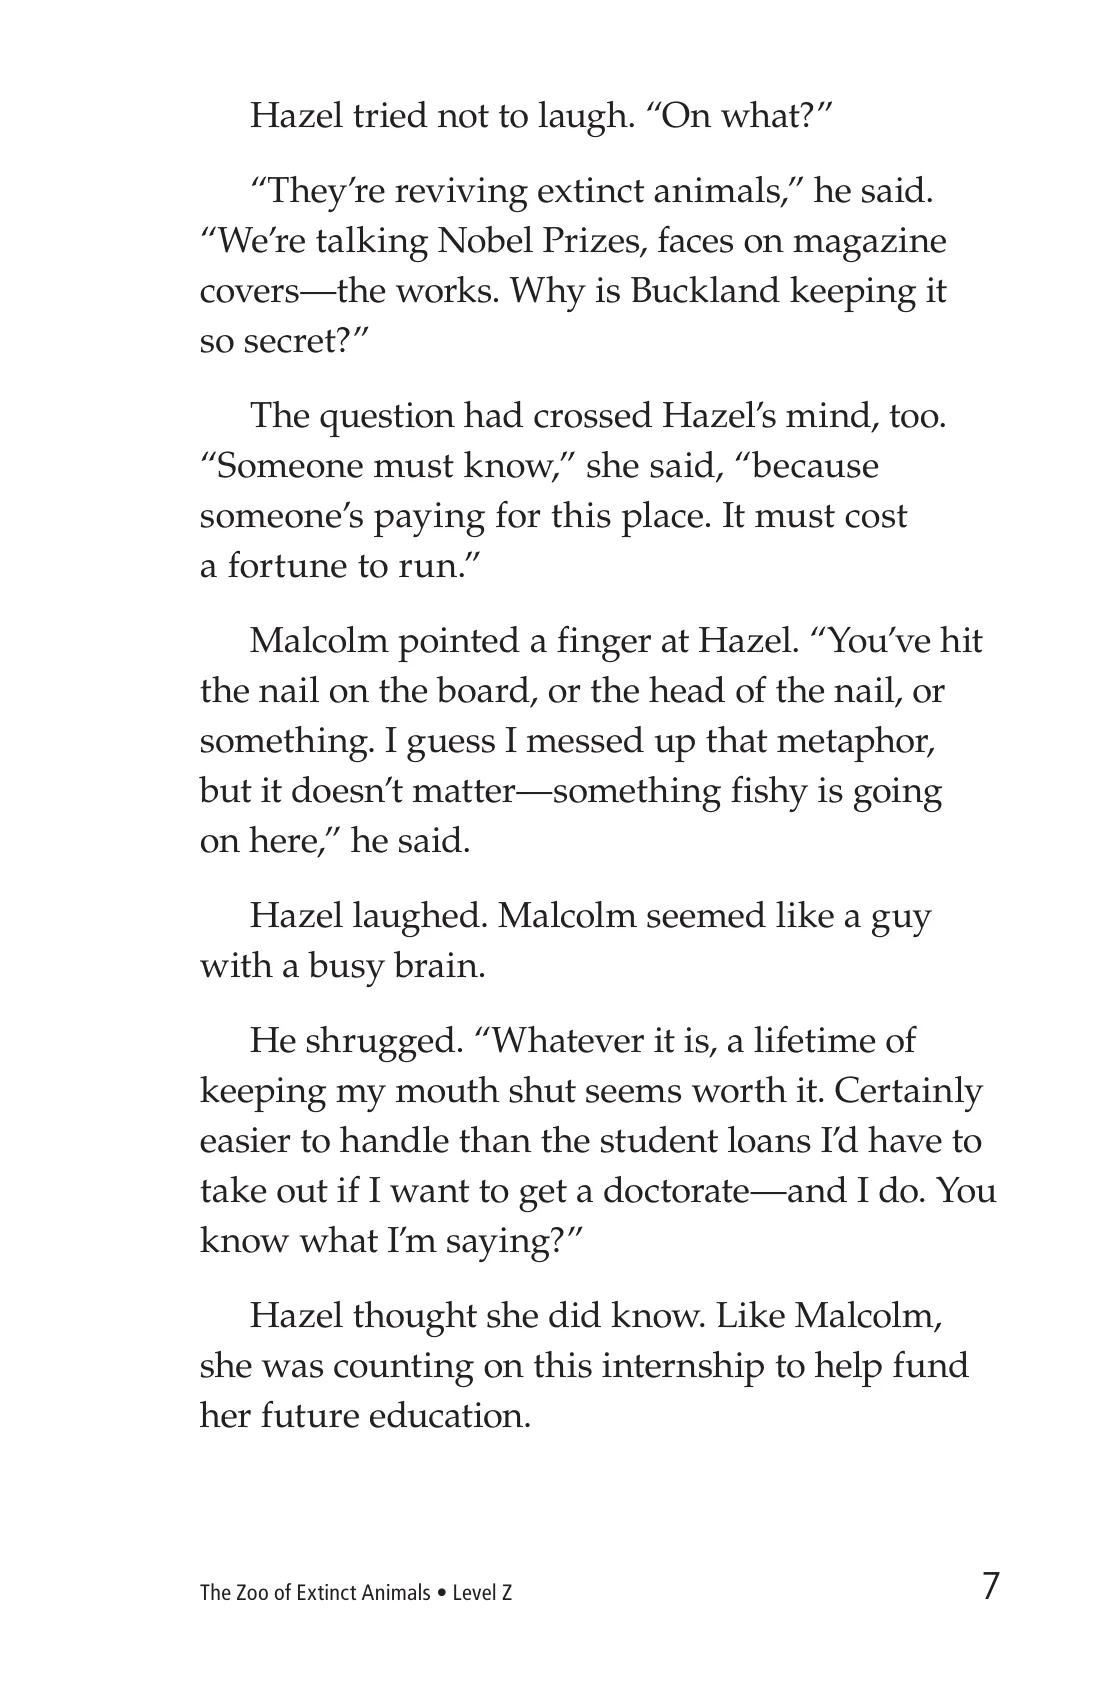 Hazel tried not to laugh. “On what?”
“They’re reviving extinct animals,” he said.
“We’re talking Nobel Prizes, faces on magazine
covers—the works. Why is Buckland keeping it
so secret?”
The question had crossed Hazel’s mind, too.
“Someone must know,” she said, “because
someone’s paying for this place. It must cost
a fortune to run.”
Malcolm pointed a finger at Hazel. “You’ve hit
the nail on the board, or the head of the nail, or
something. I guess I messed up that metaphor,
but it doesn’t matter—something fishy is going
on here,” he said.
Hazel laughed. Malcolm seemed like a guy
with a busy brain.
He shrugged. “Whatever it is, a lifetime of
keeping my mouth shut seems worth it. Certainly
easier to handle than the student loans I’d have to
take out if I want to get a doctorate—and I do. You
know what I’m saying?”
Hazel thought she did know. Like Malcolm,
she was counting on this internship to help fund
her future education.
The Zoo of Extinct Animals • Level Z 7